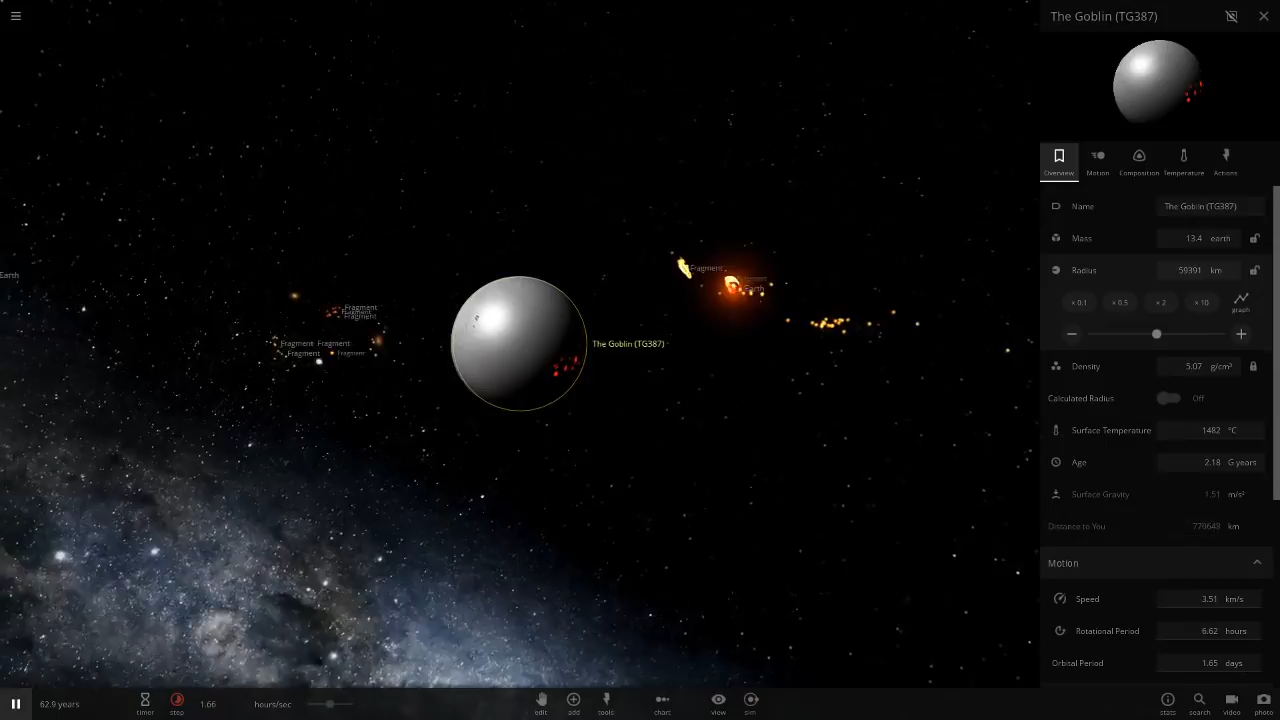 The Goblin (TG387)
Overview
Motion
Composition
Temperature
Actions
Name The Goblin (TG387)
Mass 13.4 earth
Radius 59391 km
× 0.1 × 0.5 × 2 × 10 graph
Density 5.07 g/cm³
Calculated Radius Off
Surface Temperature 1482 °C
Age 2.18 G years
Surface Gravity 1.51 m/s²
Distance to You 770648 km
Motion
Speed 3.51 km/s
Rotational Period 6.62 hours
Orbital Period 1.65 days
Earth
Fragment
Earth
Fragment
Fragment
Fragment
Fragment Fragment
Fragment Fragment
The Goblin (TG387)
62.9 years
timer
step
1.66 hours/sec
edit
add
tools
chart
view
sim
stats
search
video
photo